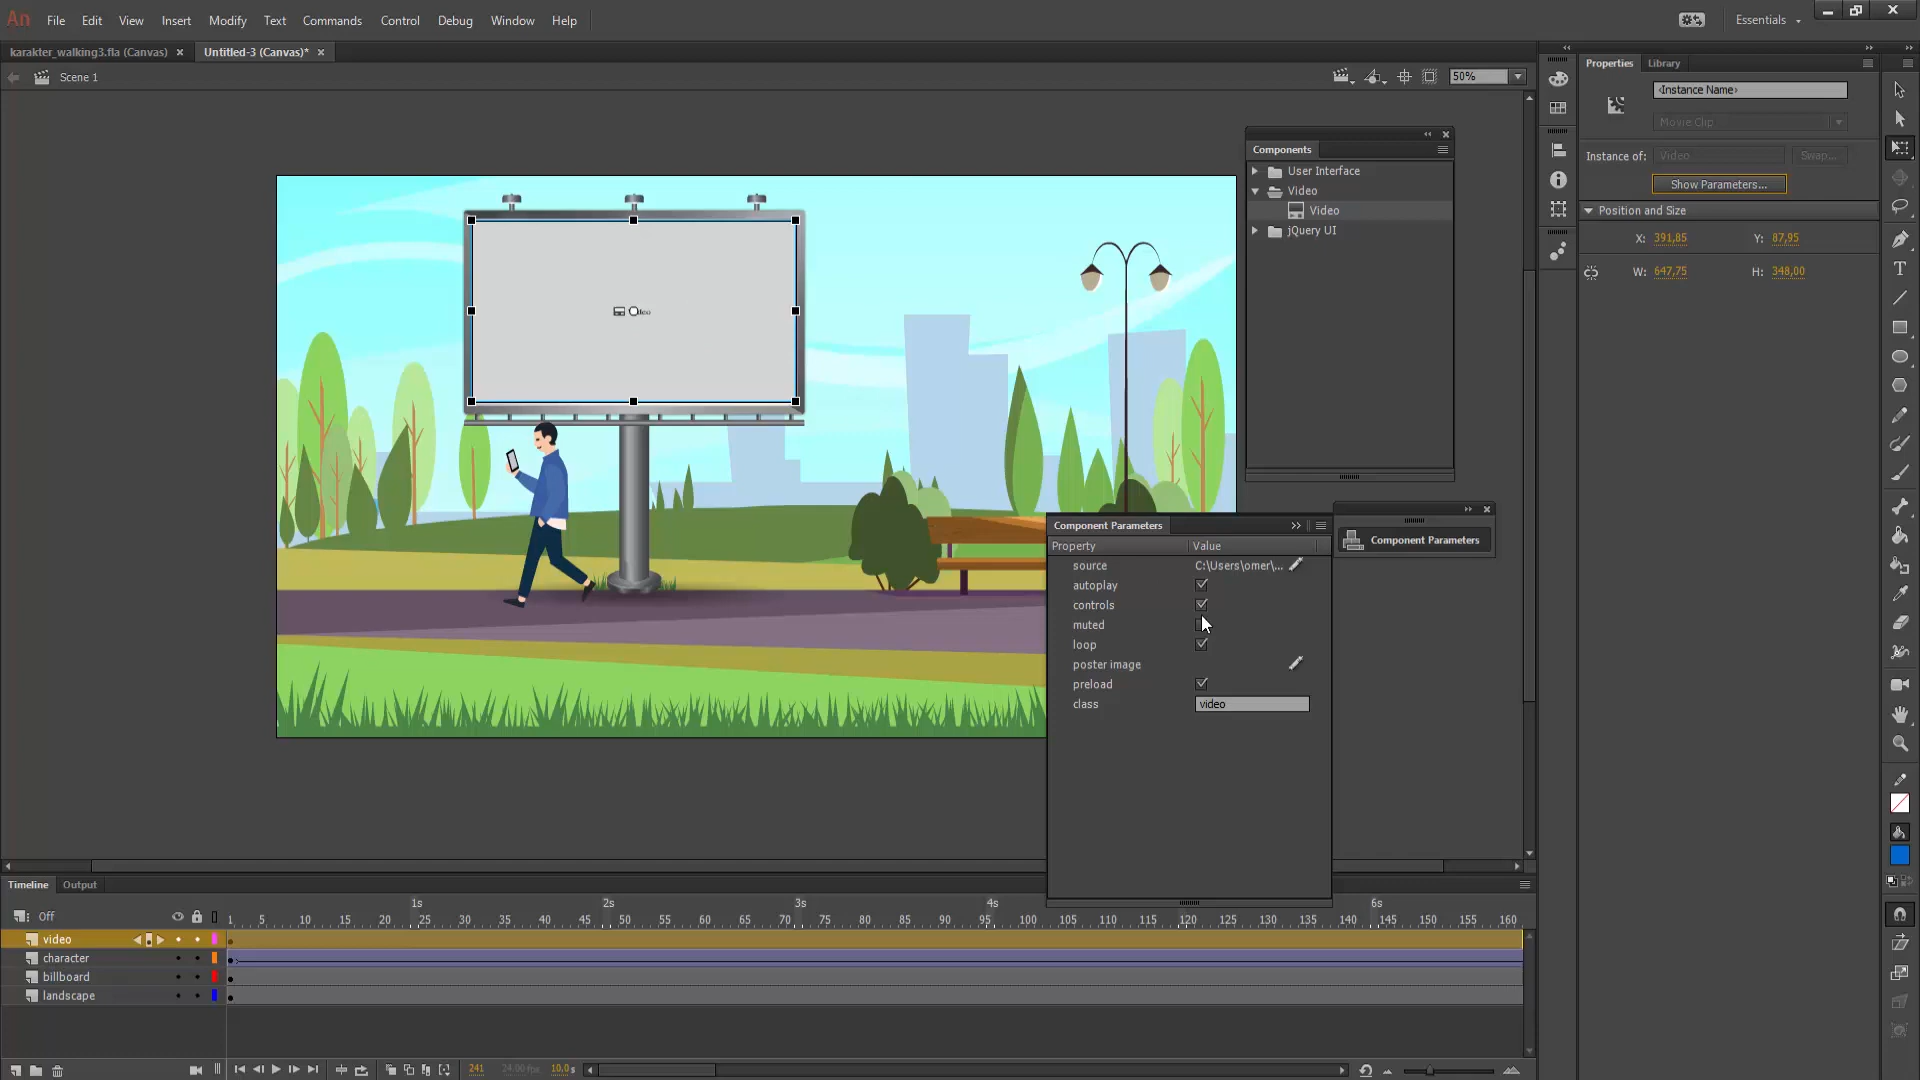 An File Edit View Insert Modify Text Commands Control Debug Window Help Essentials
karakter_walking3.fla (Canvas) × Untitled-3 (Canvas)* ×
Scene 1
50%
Properties Library
‹Instance Name›
Movie Clip
Instance of: Video Swap...
Show Parameters...
Position and Size
X: 391,85 Y: 87,95
W: 647,75 H: 348,00
Components
User Interface
Video
Video
jQuery UI
Component Parameters
Property Value
source C:\Users\omer\...
autoplay
controls
muted
loop
poster image
preload
class video
Component Parameters
Timeline Output
Off
1s 2s 3s 4s 6s
1 5 10 15 20 25 30 35 40 45 50 55 60 65 70 75 80 85 90 95 100 105 110 115 120 125 130 135 140 145 150 155 160
video
character
billboard
landscape
241 24.00 fps 10,0 s